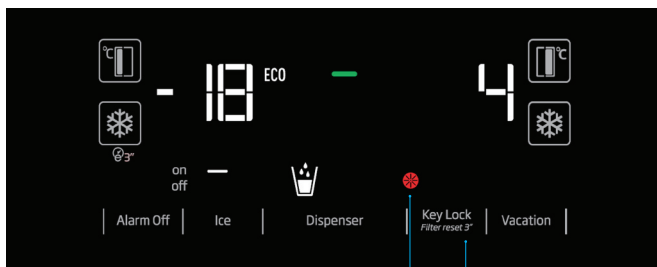 °C
-18
ECO
4
°C
3"
on
off
Alarm Off
Ice
Dispenser
Key Lock
Filter reset 3"
Vacation